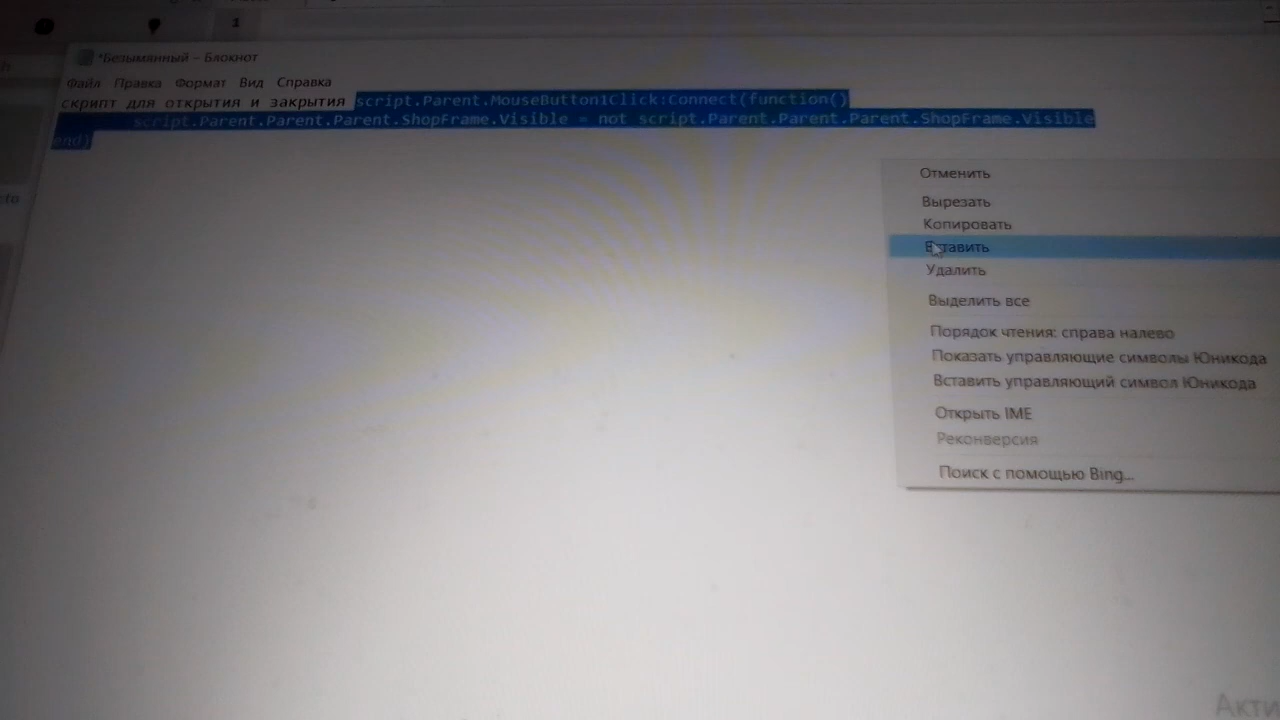 1
*Безымянный – Блокнот
Файл Правка Формат Вид Справка
скрипт для открытия и закрытия script.Parent.MouseButton1Click:Connect(function()
script.Parent.Parent.Parent.ShopFrame.Visible = not script.Parent.Parent.Parent.ShopFrame.Visible
end)
Отменить
Вырезать
Копировать
Вставить
Удалить
Выделить все
Порядок чтения: справа налево
Показать управляющие символы Юникода
Вставить управляющий символ Юникода
Открыть IME
Реконверсия
Поиск с помощью Bing...